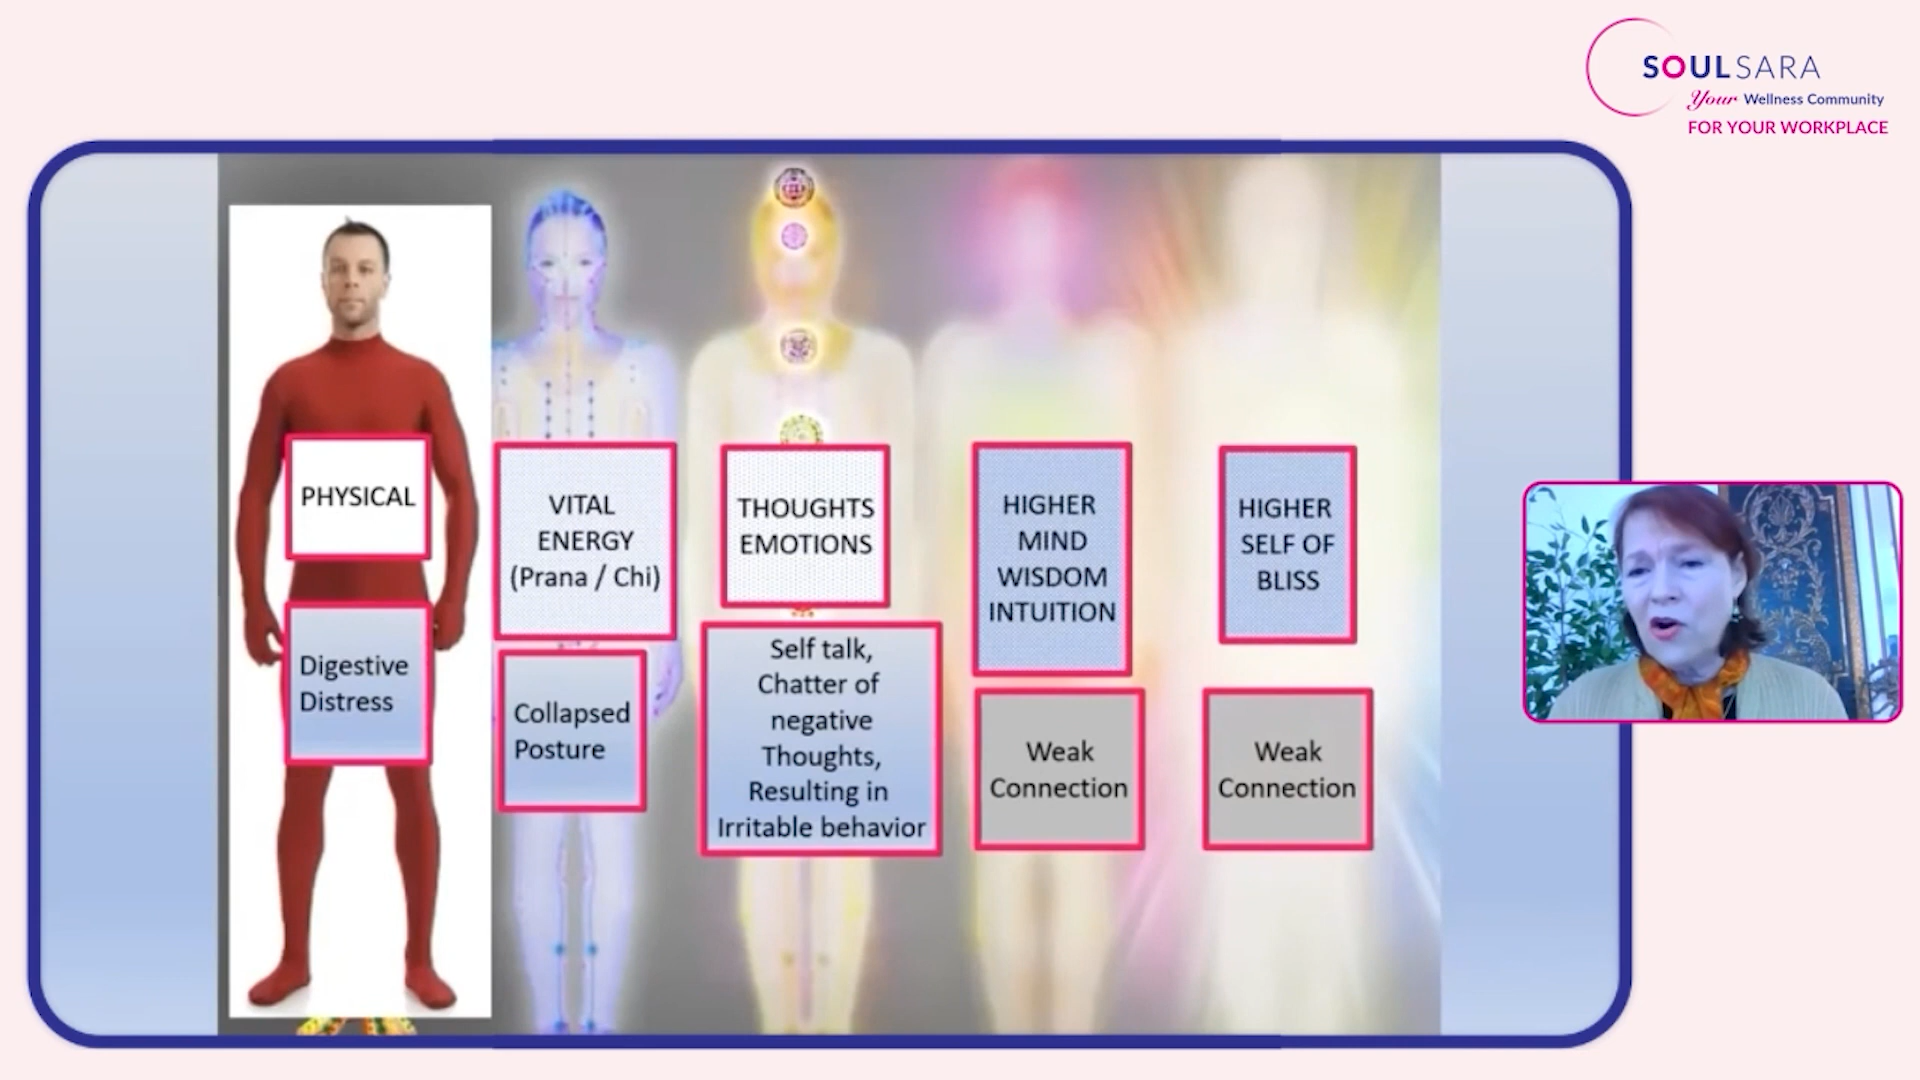 SOULSARA
Your Wellness Community
FOR YOUR WORKPLACE
PHYSICAL
Digestive
Distress
VITAL
ENERGY
(Prana / Chi)
Collapsed
Posture
THOUGHTS
EMOTIONS
Self talk,
Chatter of
negative
Thoughts,
Resulting in
Irritable behavior
HIGHER
MIND
WISDOM
INTUITION
Weak
Connection
HIGHER
SELF OF
BLISS
Weak
Connection